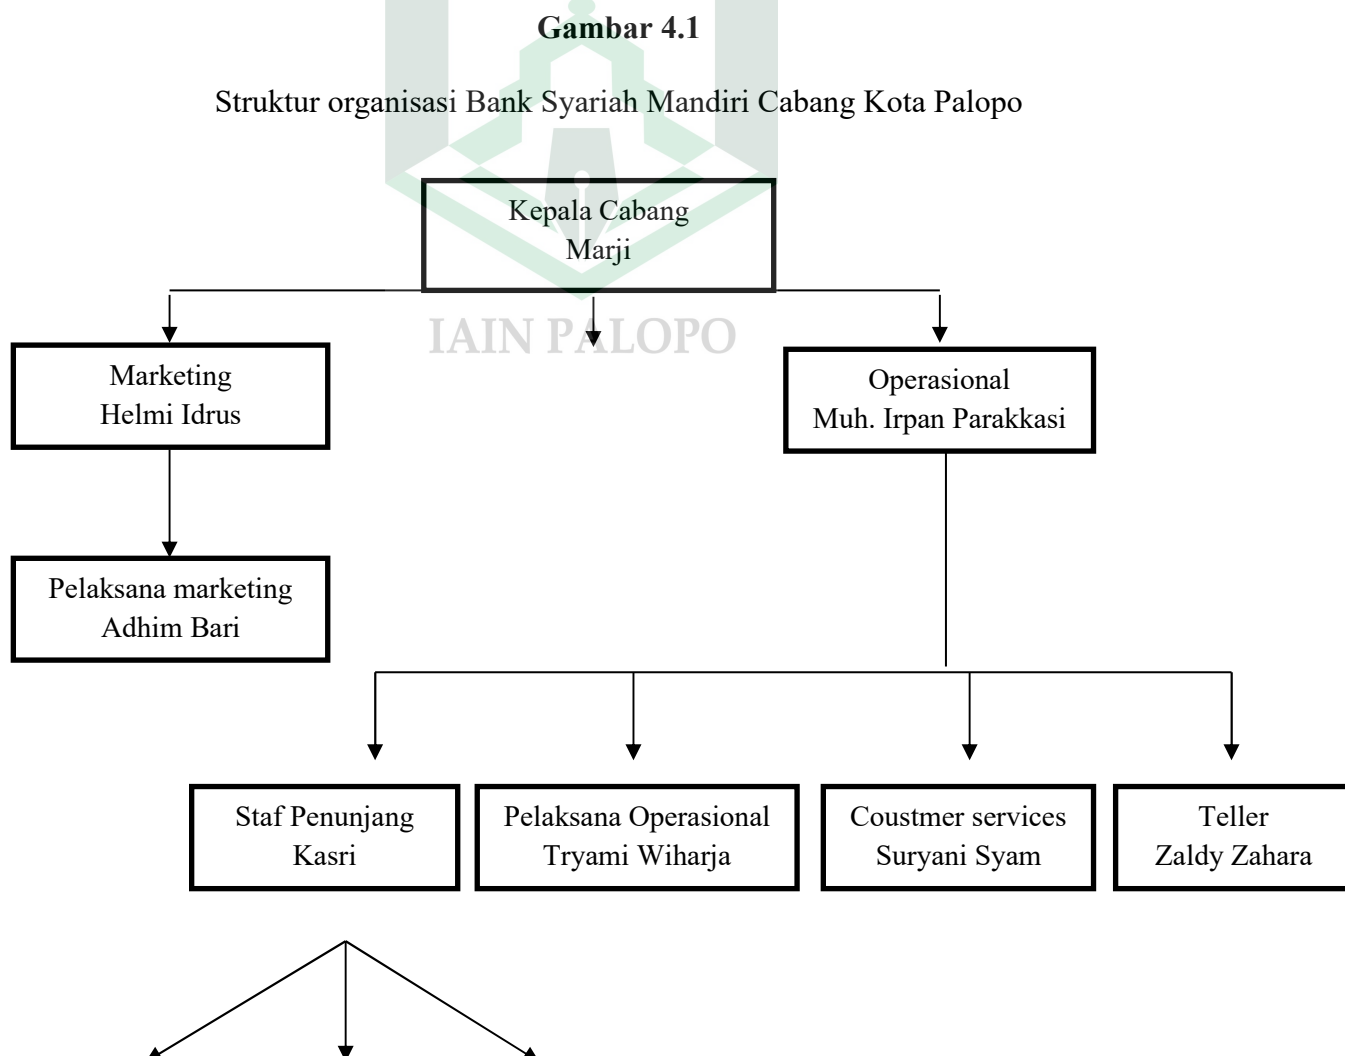 Gambar 4.1
Struktur organisasi Bank Syariah Mandiri Cabang Kota Palopo
Kepala Cabang
Marji
IAIN PALOPO
Marketing
Helmi Idrus
Operasional
Muh. Irpan Parakkasi
Pelaksana marketing
Adhim Bari
Staf Penunjang
Kasri
Pelaksana Operasional
Tryami Wiharja
Coustmer services
Suryani Syam
Teller
Zaldy Zahara